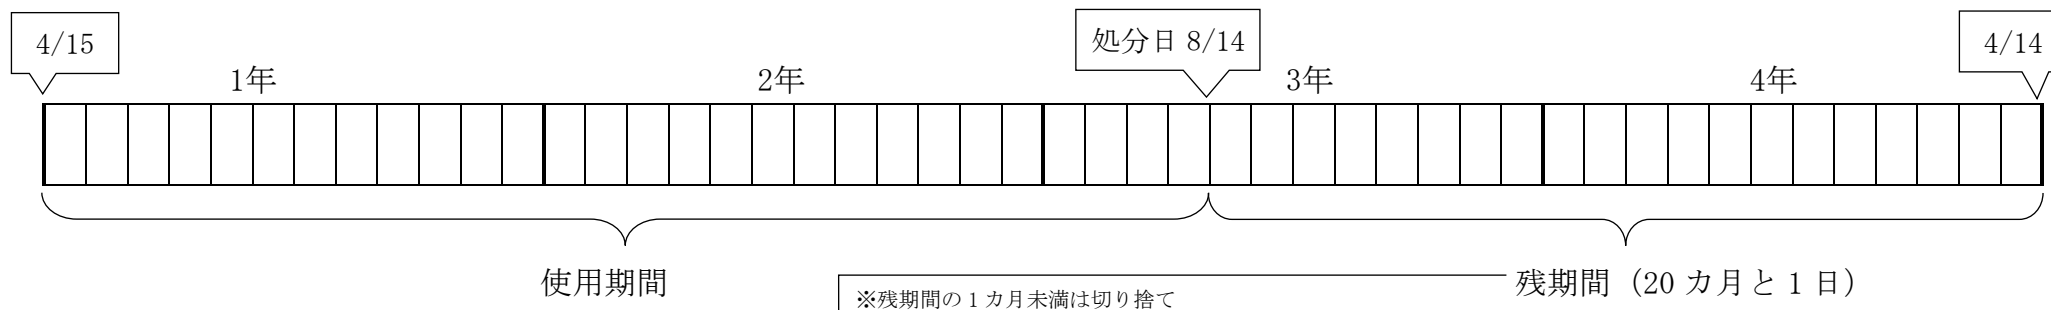 4/15
処分日 8/14
4/14
1年
2年
3年
4年
使用期間
残期間（20 カ月と 1 日）
※残期間の 1 カ月未満は切り捨て